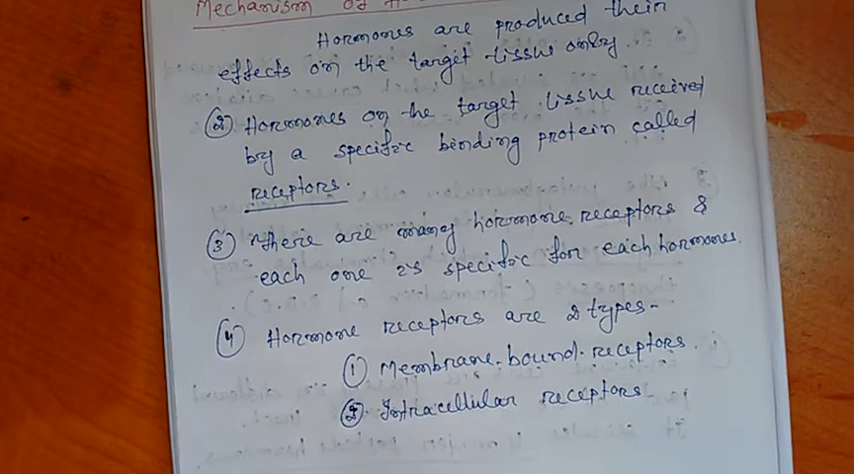 Mechanism of
Hormones are produced their
effects on the target tissue only.
② Hormones on the target tissue received
by a specific binding protein called
receptors.
③ There are many hormone receptors &
each one is specific for each hormones.
④ Hormone receptors are 2 types-
① Membrane-bound-receptors.
② Intracellular receptors-